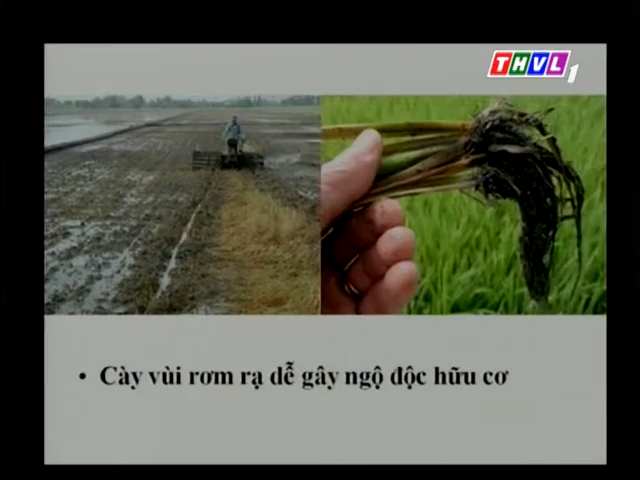 THVL1
• Cày vùi rơm rạ dễ gây ngộ độc hữu cơ